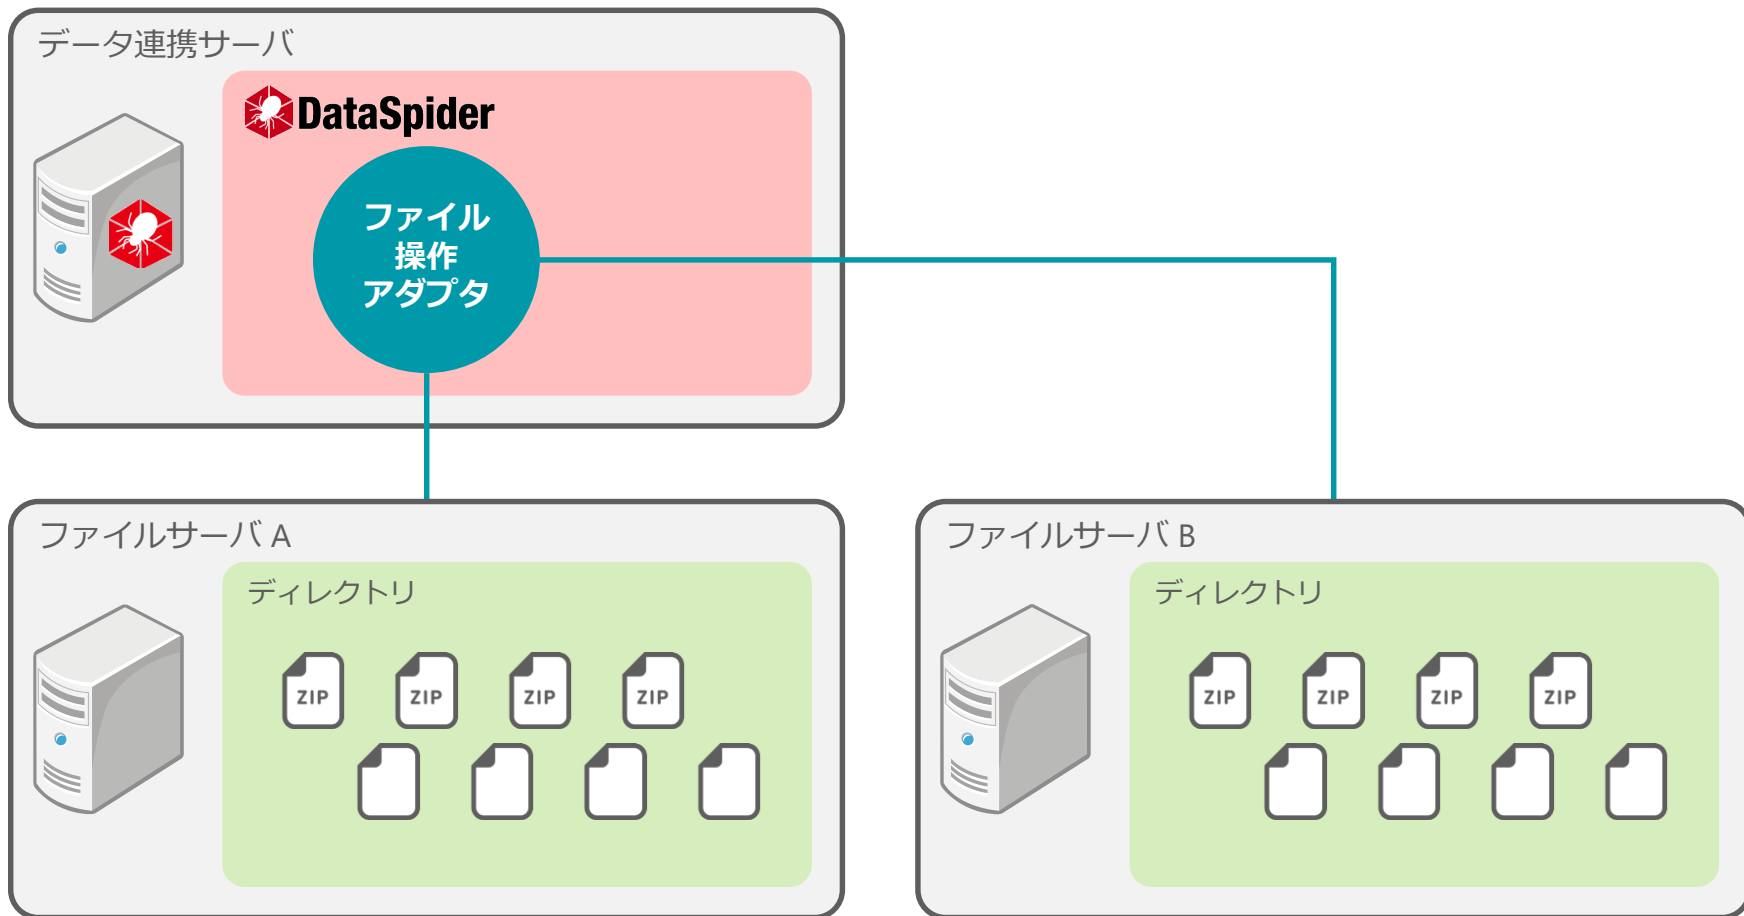 データ連携サーバ
DataSpider
ファイル
操作
アダプタ
ファイルサーバ A
ディレクトリ
ZIP ZIP ZIP ZIP
ファイルサーバ B
ディレクトリ
ZIP ZIP ZIP ZIP